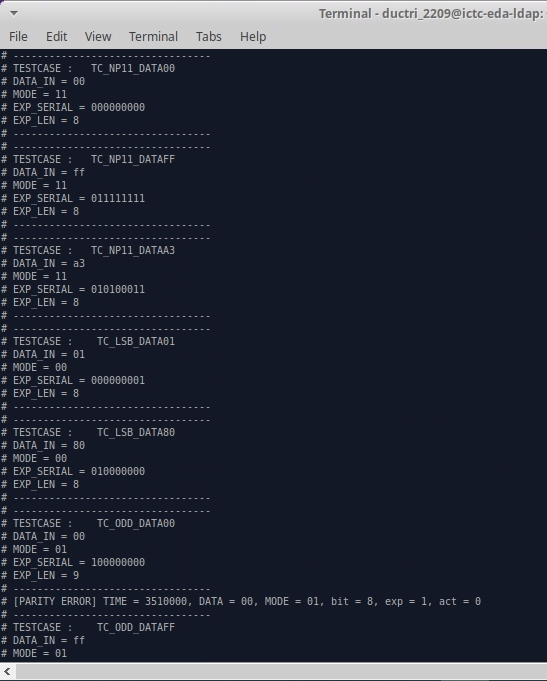 Terminal - ductri_2209@ictc-eda-ldap:
File Edit View Terminal Tabs Help
# ---------------------------------
# TESTCASE :   TC_NP11_DATA00
# DATA_IN = 00
# MODE = 11
# EXP_SERIAL = 000000000
# EXP_LEN = 8
# ---------------------------------
# ---------------------------------
# TESTCASE :   TC_NP11_DATAFF
# DATA_IN = ff
# MODE = 11
# EXP_SERIAL = 011111111
# EXP_LEN = 8
# ---------------------------------
# ---------------------------------
# TESTCASE :   TC_NP11_DATAA3
# DATA_IN = a3
# MODE = 11
# EXP_SERIAL = 010100011
# EXP_LEN = 8
# ---------------------------------
# ---------------------------------
# TESTCASE :    TC_LSB_DATA01
# DATA_IN = 01
# MODE = 00
# EXP_SERIAL = 000000001
# EXP_LEN = 8
# ---------------------------------
# ---------------------------------
# TESTCASE :    TC_LSB_DATA80
# DATA_IN = 80
# MODE = 00
# EXP_SERIAL = 010000000
# EXP_LEN = 8
# ---------------------------------
# ---------------------------------
# TESTCASE :    TC_ODD_DATA00
# DATA_IN = 00
# MODE = 01
# EXP_SERIAL = 100000000
# EXP_LEN = 9
# ---------------------------------
# [PARITY ERROR] TIME = 3510000, DATA = 00, MODE = 01, bit = 8, exp = 1, act = 0
# ---------------------------------
# TESTCASE :    TC_ODD_DATAFF
# DATA_IN = ff
# MODE = 01